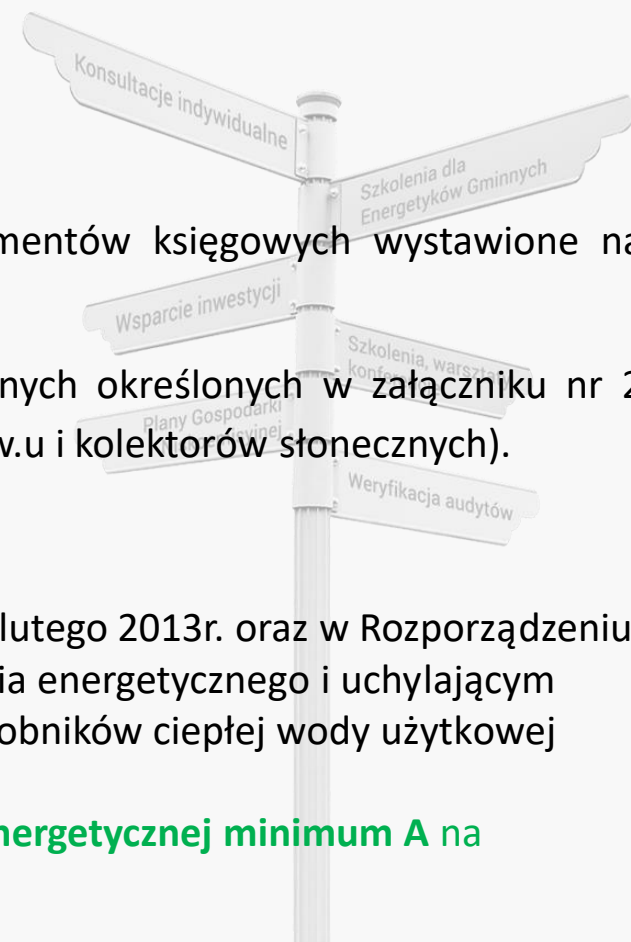 Konsultacje indywidualne
Szkolenia dla
Energetyków Gminnych
mentów księgowych wystawione na
Wsparcie inwestycji
Szkolenia, warsztaty
nych określonych w załączniku nr 2
Plany Gospodarki
w.u i kolektorów słonecznych).
Weryfikacja audytów
lutego 2013r. oraz w Rozporządzeniu
ia energetycznego i uchylającym
obników ciepłej wody użytkowej
nergetycznej minimum A na